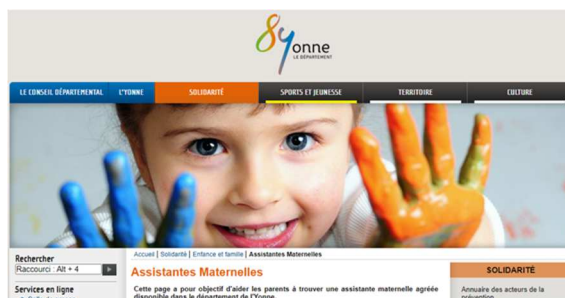 89
Yonne
LE DÉPARTEMENT
LE CONSEIL DÉPARTEMENTAL L'YONNE SOLIDARITÉ SPORTS ET JEUNESSE TERRITOIRE CULTURE
Accueil | Solidarité | Enfance et famille | Assistantes Maternelles
Rechercher
Raccourci : Alt + 4
Services en ligne
Assistantes Maternelles
Cette page a pour objectif d'aider les parents à trouver une assistante maternelle agréée
disponible dans le département de l'Yonne
SOLIDARITÉ
Annuaire des acteurs de la
prévention